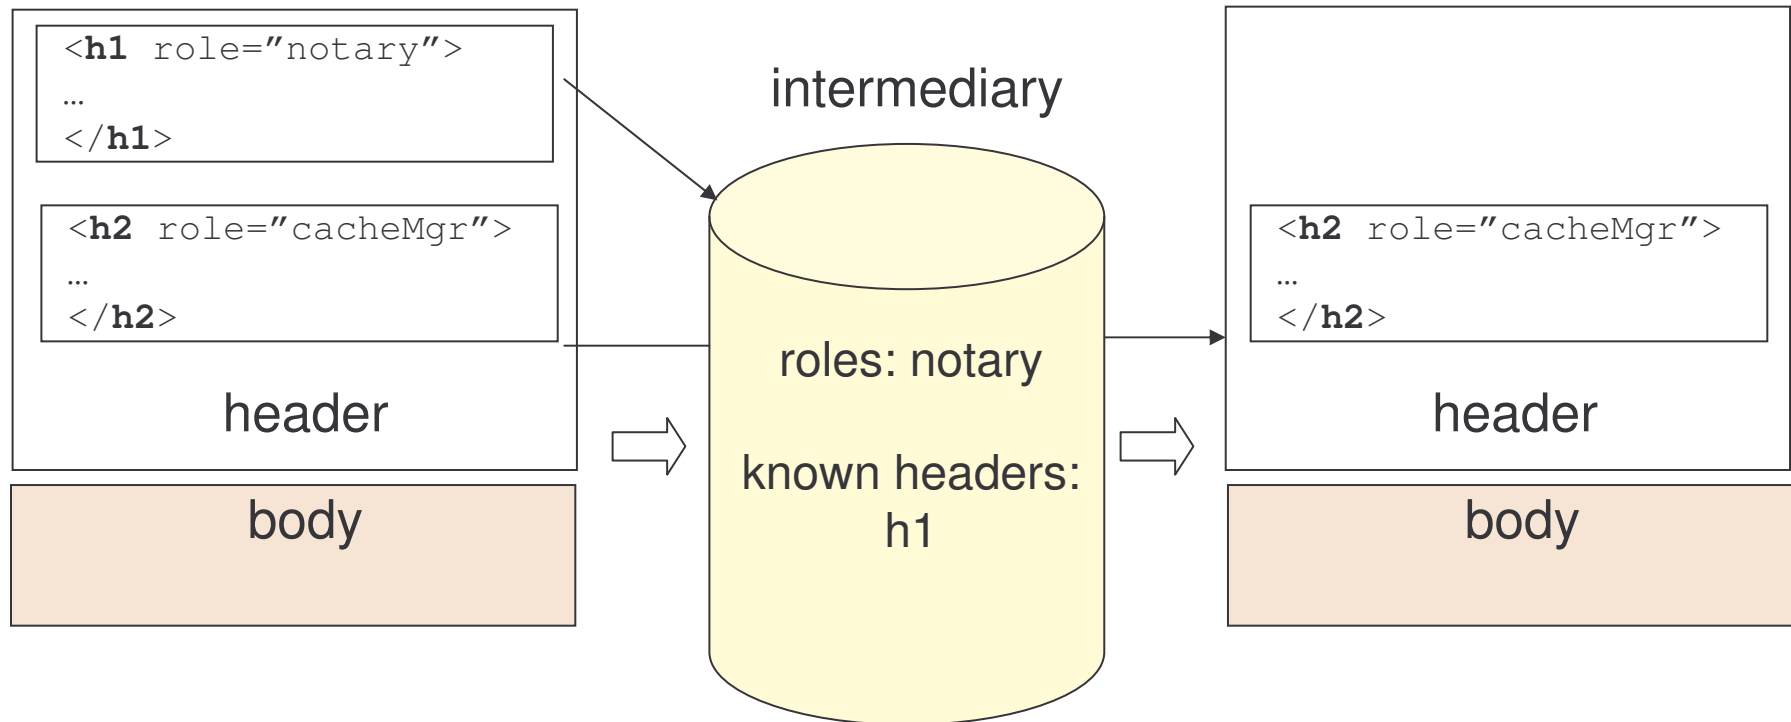 <h1 role=”notary”>
…
</h1>
<h2 role=”cacheMgr”>
…
</h2>
header
body
intermediary
roles: notary
known headers:
h1
<h2 role=”cacheMgr”>
…
</h2>
header
body